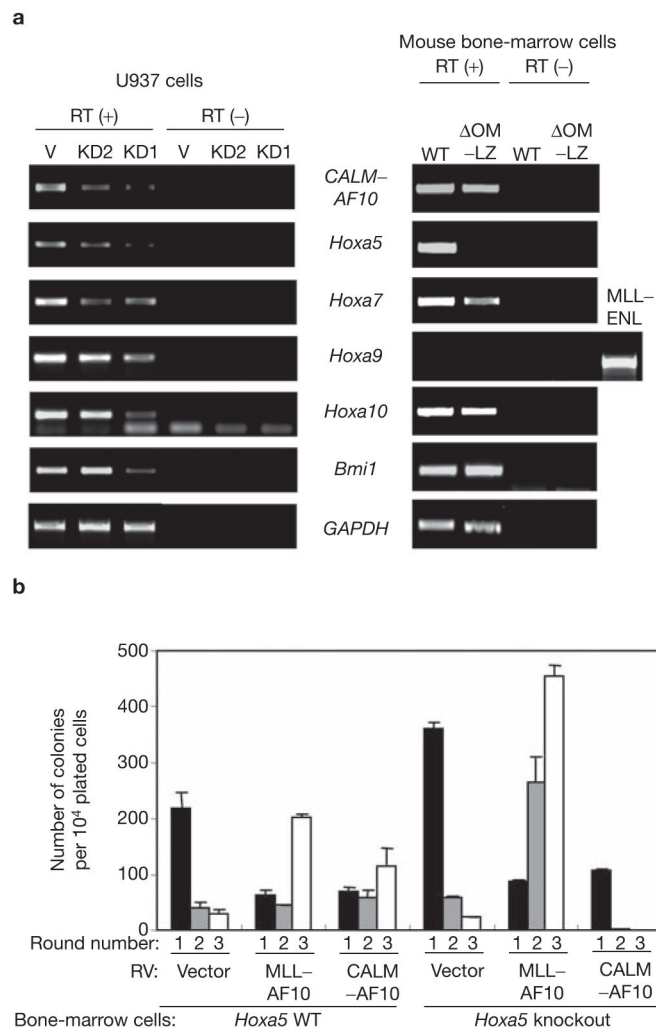 a
Mouse bone-marrow cells
U937 cells
RT (+) RT (–)
RT (+) RT (–)
V KD2 KD1 V KD2 KD1
WT ΔOM –LZ WT ΔOM –LZ
CALM–
AF10
Hoxa5
Hoxa7
MLL–
ENL
Hoxa9
Hoxa10
Bmi1
GAPDH
b
Number of colonies
per 10⁴ plated cells
500
400
300
200
100
0
Round number: 1 2 3 1 2 3 1 2 3 1 2 3 1 2 3 1 2 3
RV: Vector MLL–AF10 CALM–AF10 Vector MLL–AF10 CALM–AF10
Bone-marrow cells: Hoxa5 WT Hoxa5 knockout